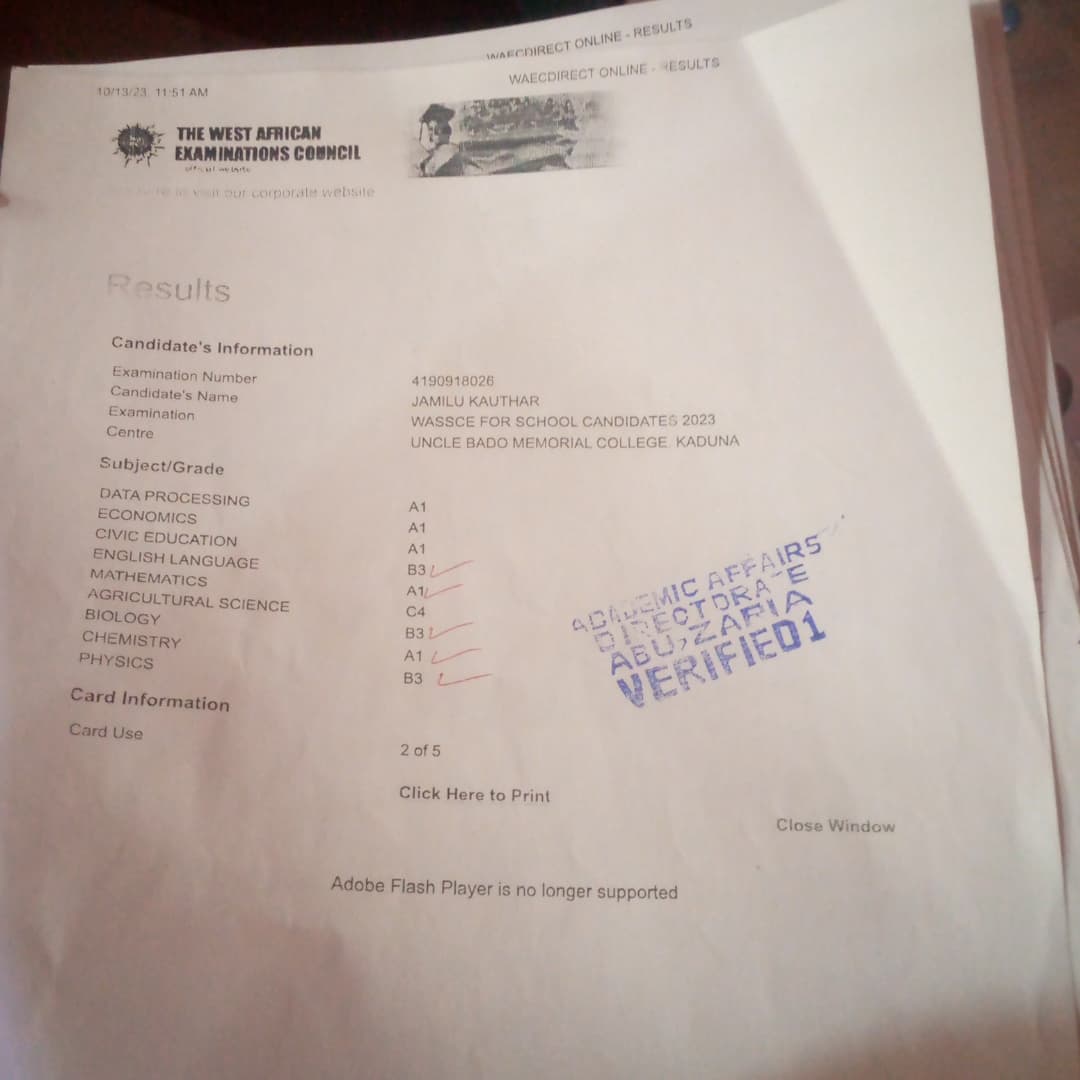 WAECDIRECT ONLINE - RESULTS
WAECDIRECT ONLINE - RESULTS
10/13/23, 11:51 AM
THE WEST AFRICAN
EXAMINATIONS COUNCIL
official website
to visit our corporate website
Results
Candidate's Information
Examination Number 4190918026
Candidate's Name JAMILU KAUTHAR
Examination WASSCE FOR SCHOOL CANDIDATES 2023
Centre UNCLE BADO MEMORIAL COLLEGE, KADUNA
Subject/Grade
DATA PROCESSING A1
ECONOMICS A1
CIVIC EDUCATION A1
ENGLISH LANGUAGE B3
MATHEMATICS A1
AGRICULTURAL SCIENCE C4
BIOLOGY B3
CHEMISTRY A1
PHYSICS B3
ACADEMIC AFFAIRS
DIRECTORATE
ABU, ZARIA
VERIFIED1
Card Information
Card Use 2 of 5
Click Here to Print
Close Window
Adobe Flash Player is no longer supported